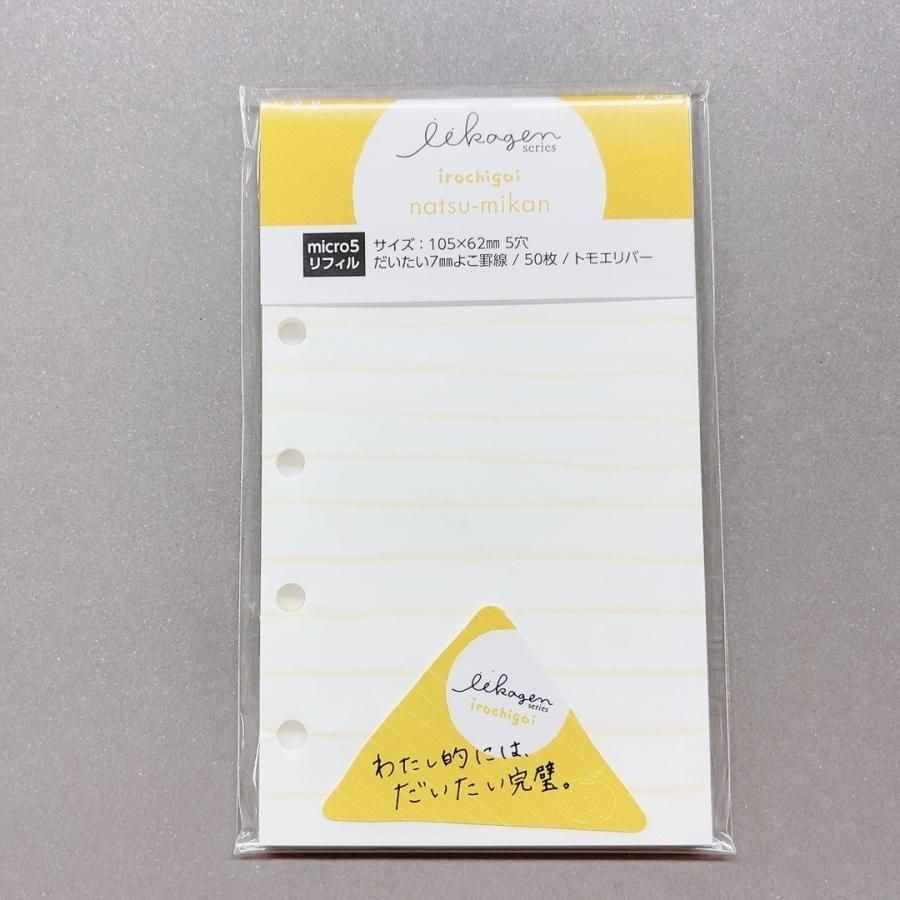 iikagen
series
irochigai
natsu-mikan
micro5
リフィル
サイズ：105×62㎜ 5穴
だいたい7㎜よこ罫線 / 50枚 / トモエリバー
iikagen
series
irochigai
わたし的には、
だいたい完璧。